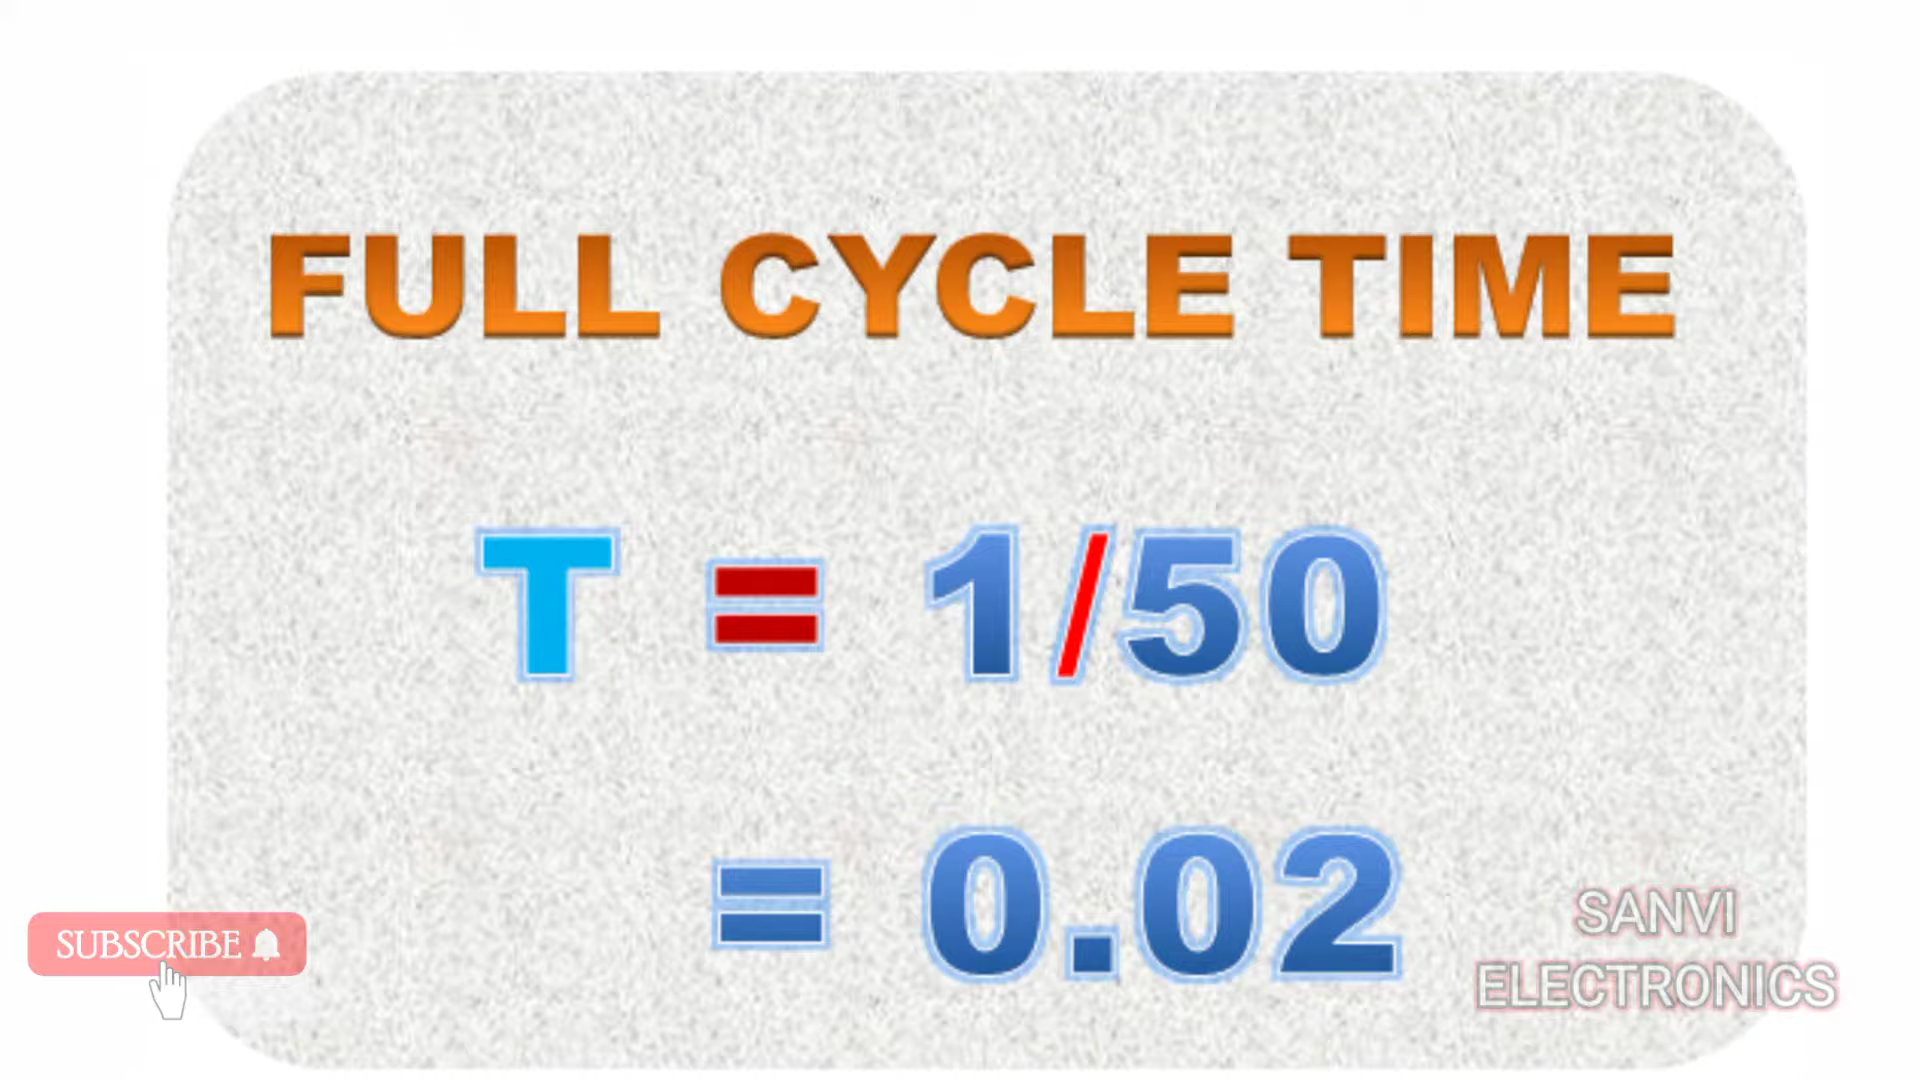 FULL CYCLE TIME
T = 1/50
= 0.02
SUBSCRIBE
SANVI
ELECTRONICS